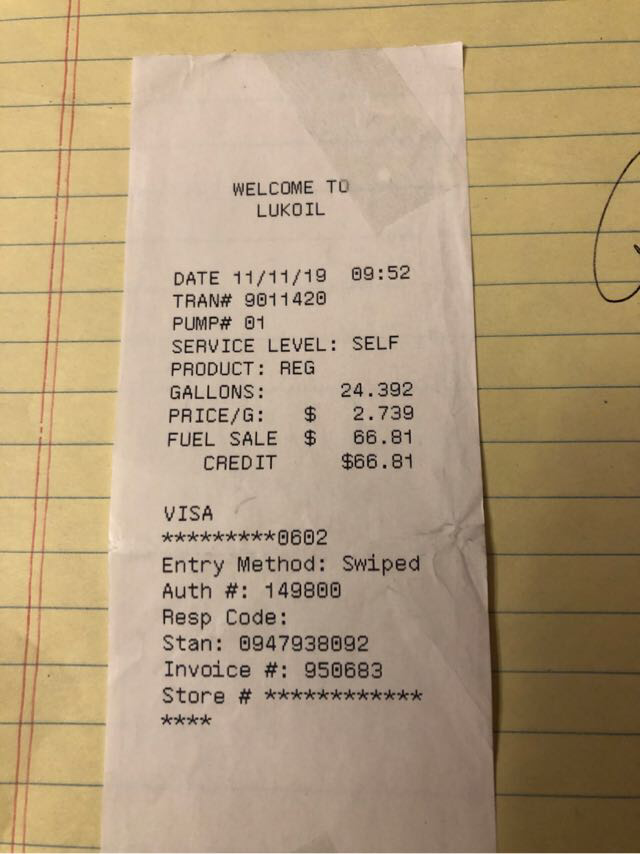 WELCOME TO
LUKOIL
DATE 11/11/19 09:52
TRAN# 9011420
PUMP# 01
SERVICE LEVEL: SELF
PRODUCT: REG
GALLONS: 24.392
PRICE/G: $ 2.739
FUEL SALE $ 66.81
CREDIT $66.81
VISA
*********0602
Entry Method: Swiped
Auth #: 149800
Resp Code:
Stan: 0947938092
Invoice #: 950683
Store # ************
****